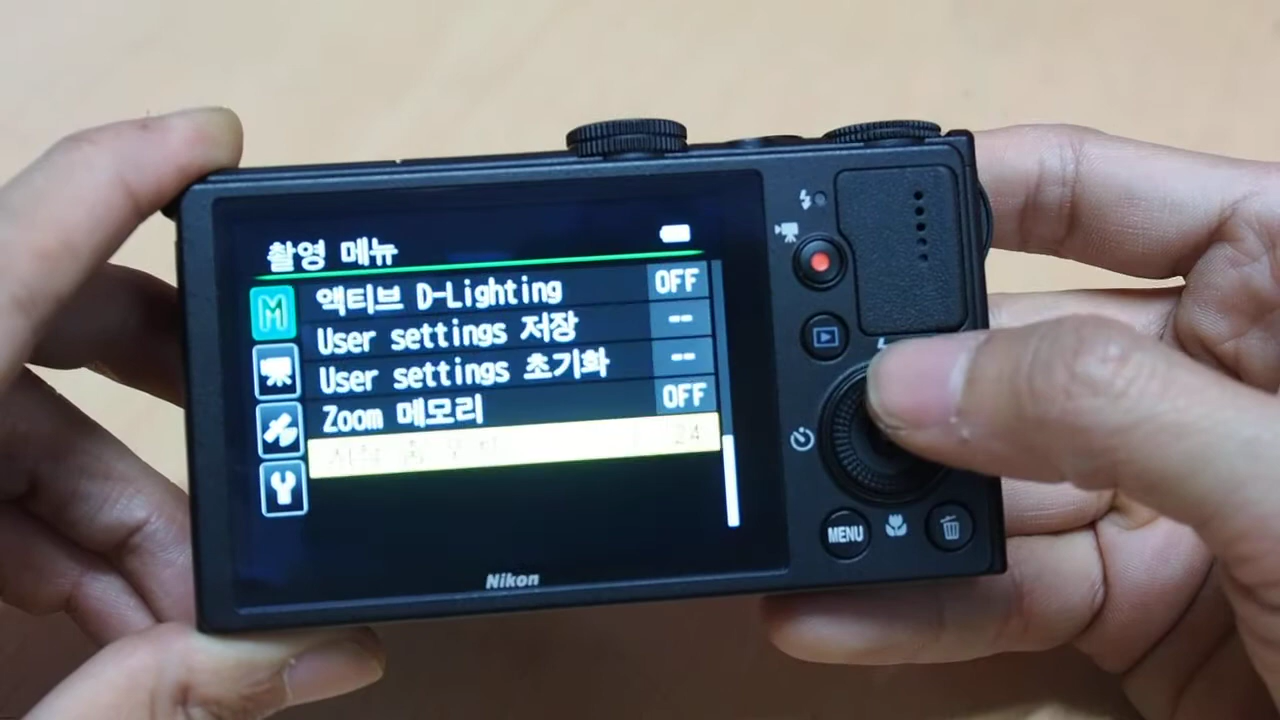 촬영 메뉴
M
액티브 D-Lighting OFF
User settings 저장 --
User settings 초기화 --
Zoom 메모리 OFF
24
MENU
Nikon